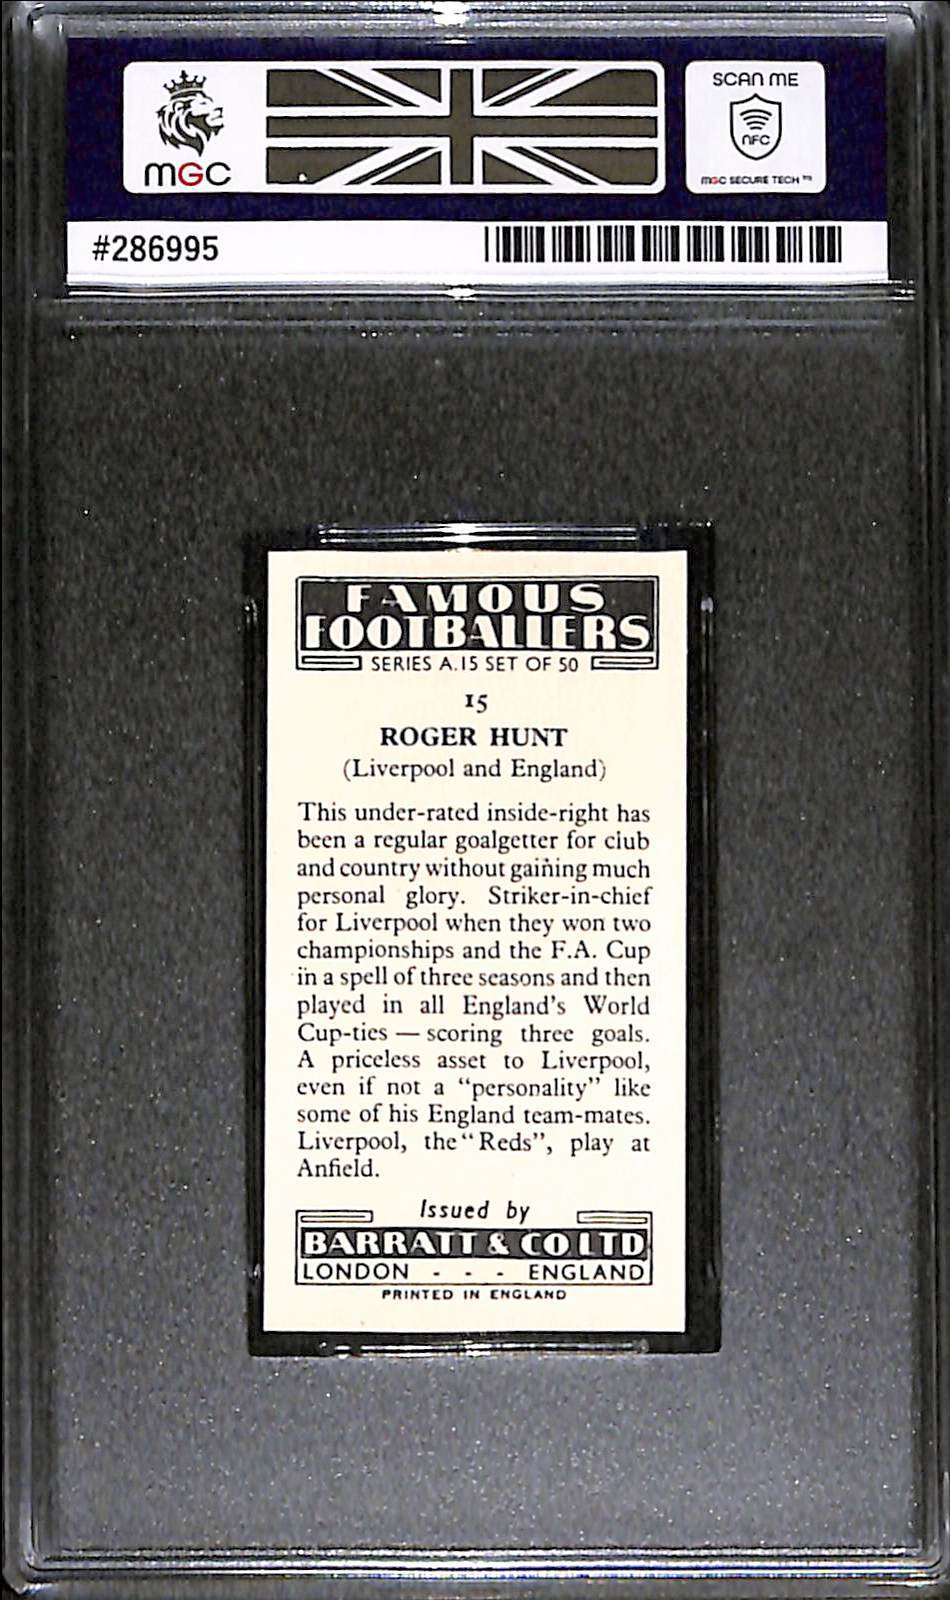 MGC
SCAN ME
NFC
MGC SECURE TECH ™
#286995
FAMOUS
FOOTBALLERS
SERIES A.15 SET OF 50
15
ROGER HUNT
(Liverpool and England)
This under-rated inside-right has
been a regular goalgetter for club
and country without gaining much
personal glory. Striker-in-chief
for Liverpool when they won two
championships and the F.A. Cup
in a spell of three seasons and then
played in all England's World
Cup-ties — scoring three goals.
A priceless asset to Liverpool,
even if not a "personality" like
some of his England team-mates.
Liverpool, the "Reds", play at
Anfield.
Issued by
BARRATT & CO LTD
LONDON - - - ENGLAND
PRINTED IN ENGLAND